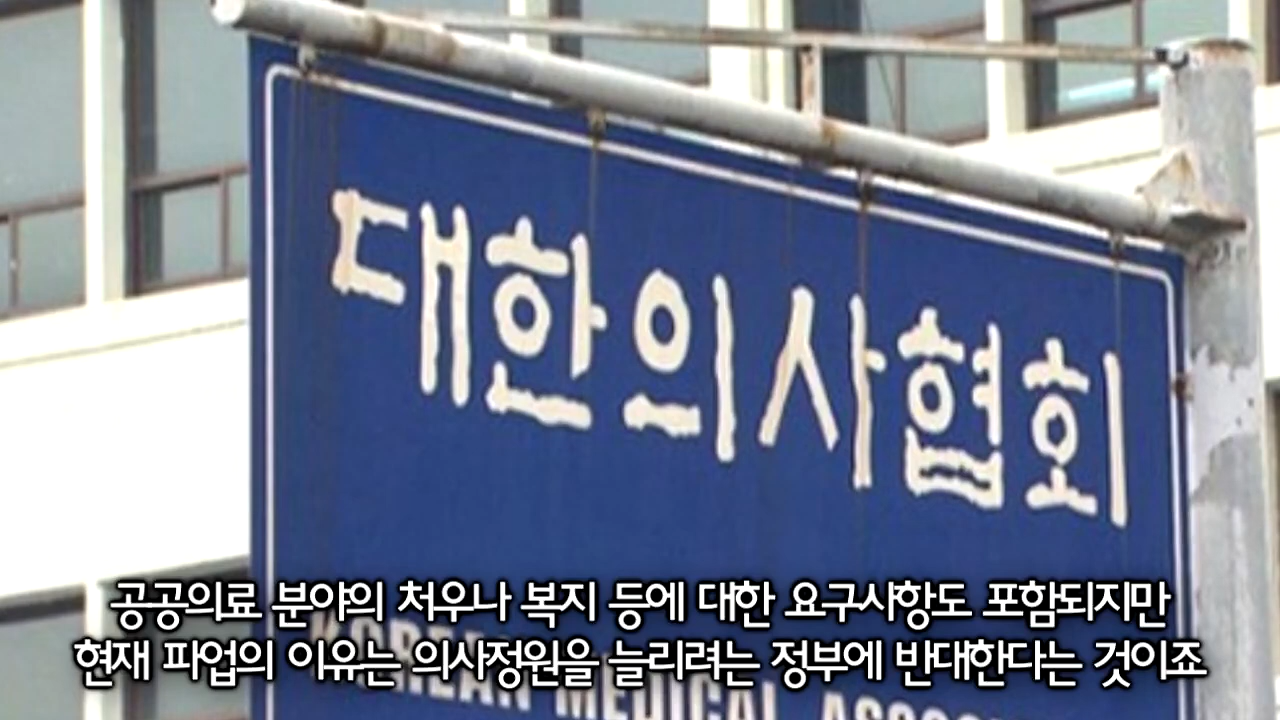 대한의사협회
공공의료 분야의 처우나 복지 등에 대한 요구사항도 포함되지만
현재 파업의 이유는 의사정원을 늘리려는 정부에 반대한다는 것이죠
KOREAN MEDICAL